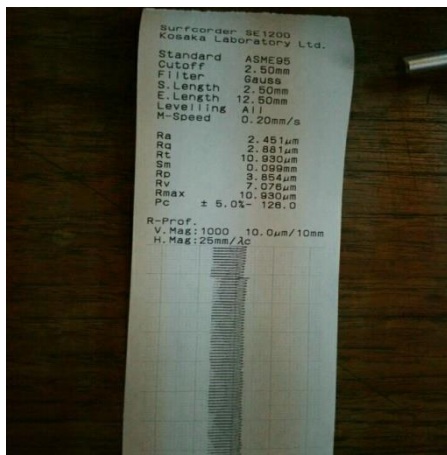 Surfcorder SE1200
Kosaka Laboratory Ltd.
Standard ASME95
Cutoff 2.50mm
Filter Gauss
S.Length 2.50mm
E.Length 12.50mm
Levelling All
M-Speed 0.20mm/s
Ra 2.451μm
Rq 2.881μm
Rt 10.930μm
Sm 0.099mm
Rp 3.854μm
Rv 7.076μm
Rmax 10.930μm
Pc ± 5.0%- 126.0
R-Prof.
V.Mag:1000 10.0μm/10mm
H.Mag:25mm/λc